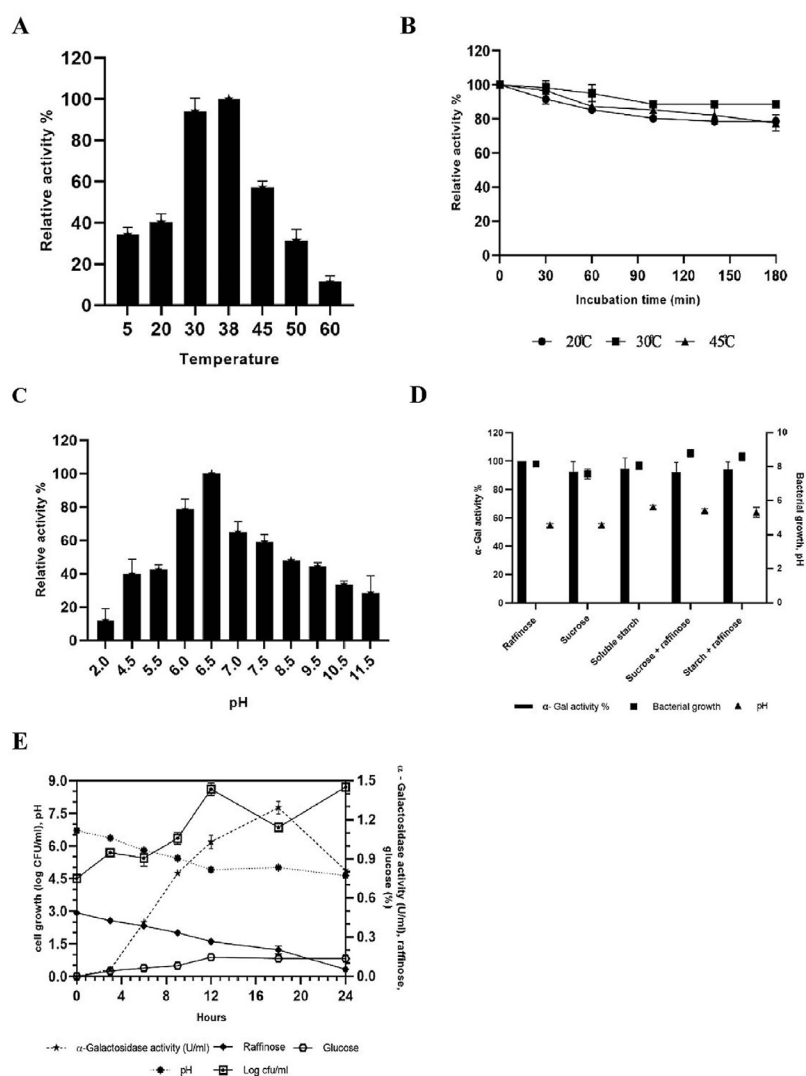 A
Relative activity %
120
100
80
60
40
20
0
5 20 30 38 45 50 60
Temperature
B
Relative activity %
120
100
80
60
40
20
0
0 30 60 90 120 150 180
Incubation time (min)
20℃ 30℃ 45℃
C
Relative activity %
120
100
80
60
40
20
0
2.0 4.5 5.5 6.0 6.5 7.0 7.5 8.5 9.5 10.5 11.5
pH
D
α- Gal activity %
120
100
80
60
40
20
0
10
8
6
4
2
0
Bacterial growth, pH
Raffinose
Sucrose
Soluble starch
Sucrose + raffinose
Starch + raffinose
α- Gal activity % Bacterial growth pH
E
cell growth (log CFU/ml), pH
9.0
7.5
6.0
4.5
3.0
1.5
0.0
1.5
1.2
0.9
0.6
0.3
0.0
α - Galactosidase activity (U/ml), raffinose,
glucose (%)
0 4 8 12 16 20 24
Hours
α-Galactosidase activity (U/ml) Raffinose Glucose
pH Log cfu/ml